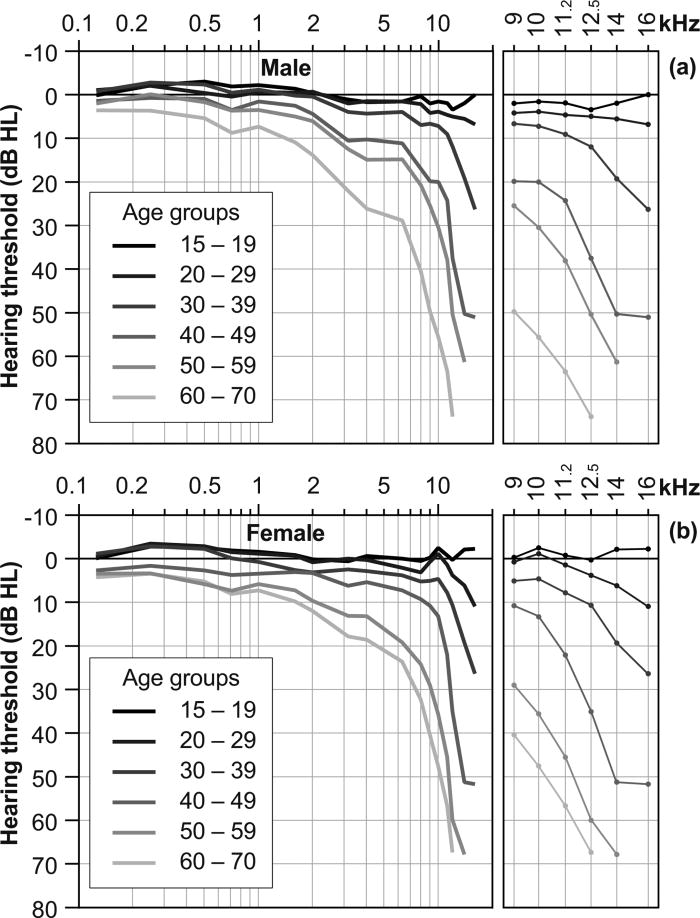 0.1 0.2 0.5 1 2 5 10 9 10 11.2 12.5 14 16 kHz
Male
(a)
-10
0
10
20
30
40
50
60
70
80
Hearing threshold (dB HL)
Age groups
15 – 19
20 – 29
30 – 39
40 – 49
50 – 59
60 – 70
0.1 0.2 0.5 1 2 5 10 9 10 11.2 12.5 14 16 kHz
Female
(b)
-10
0
10
20
30
40
50
60
70
80
Hearing threshold (dB HL)
Age groups
15 – 19
20 – 29
30 – 39
40 – 49
50 – 59
60 – 70